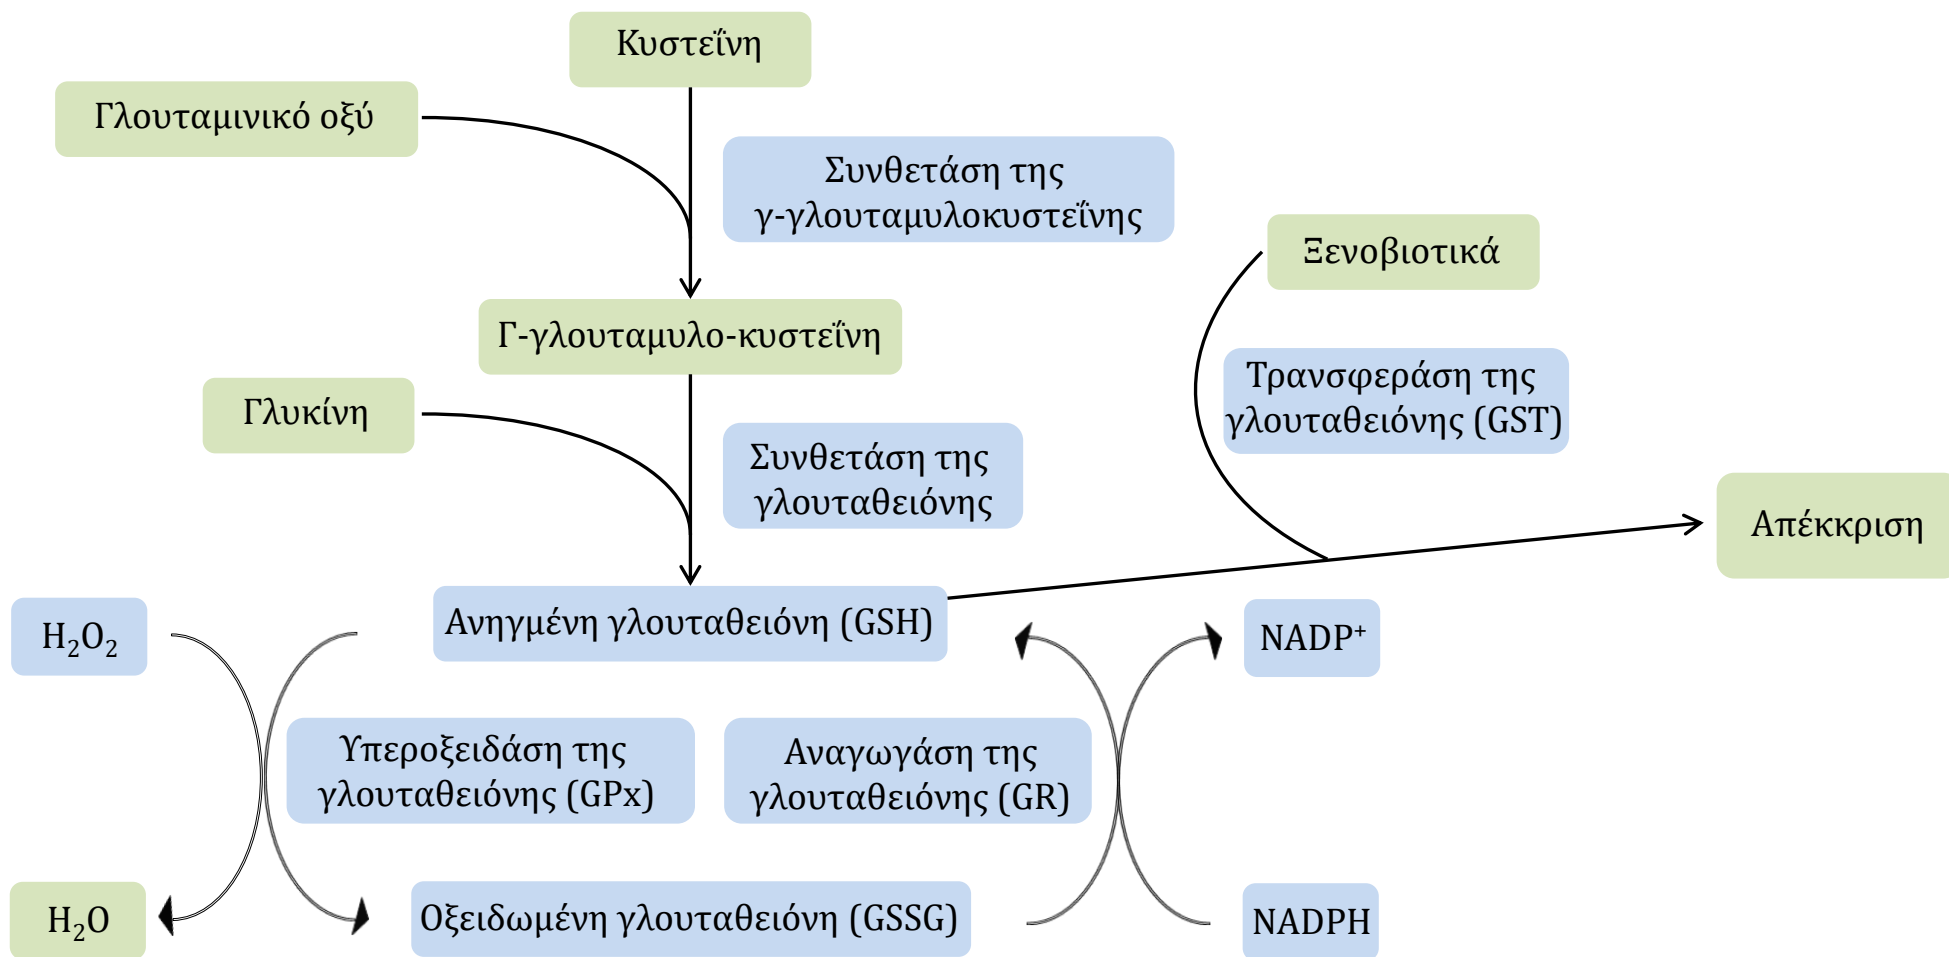 Κυστεΐνη
Γλουταμινικό οξύ
Συνθετάση της
γ-γλουταμυλοκυστεΐνης
Ξενοβιοτικά
Γ-γλουταμυλο-κυστεΐνη
Τρανσφεράση της
γλουταθειόνης (GST)
Γλυκίνη
Συνθετάση της
γλουταθειόνης
Απέκκριση
Ανηγμένη γλουταθειόνη (GSH)
H₂O₂
NADP⁺
Υπεροξειδάση της
γλουταθειόνης (GPx)
Αναγωγάση της
γλουταθειόνης (GR)
H₂O
Οξειδωμένη γλουταθειόνη (GSSG)
NADPH